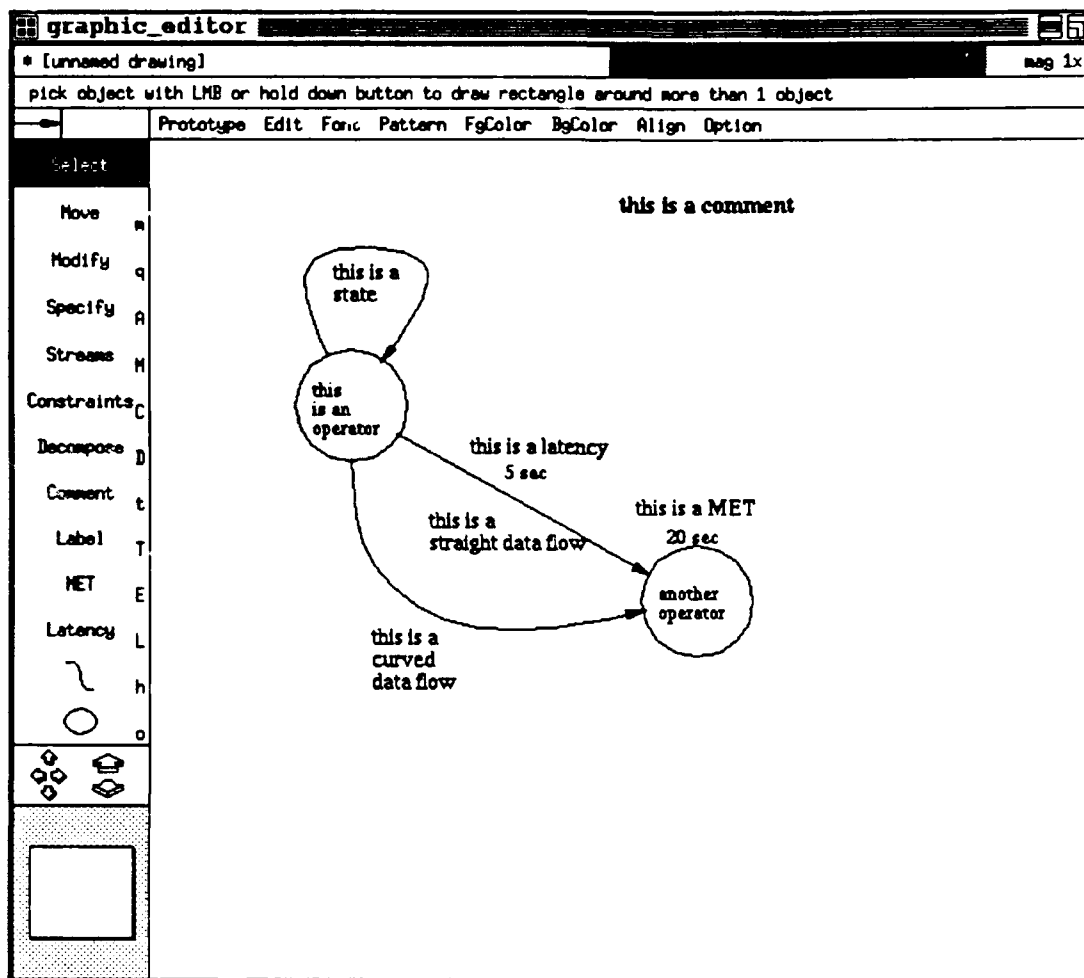 graphic_editor
* [unnamed drawing]
mag 1x
pick object with LMB or hold down button to draw rectangle around more than 1 object
Prototype Edit Font Pattern FgColor BgColor Align Option
Select
Move m
Modify q
Specify A
Streams M
Constraints C
Decompose D
Comment t
Label T
MET E
Latency L
h
o
this is a comment
this is a
state
this
is an
operator
this is a latency
5 sec
this is a
straight data flow
this is a MET
20 sec
another
operator
this is a
curved
data flow